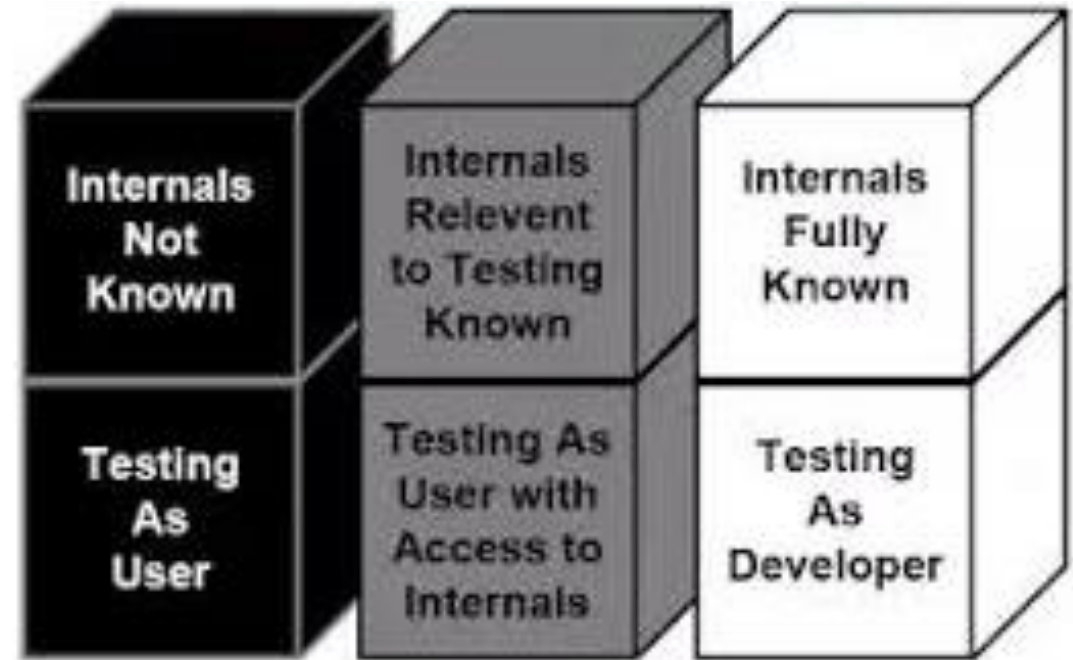 Internals
Not
Known
Testing
As
User
Internals
Relevent
to Testing
Known
Testing As
User with
Access to
Internals
Internals
Fully
Known
Testing
As
Developer